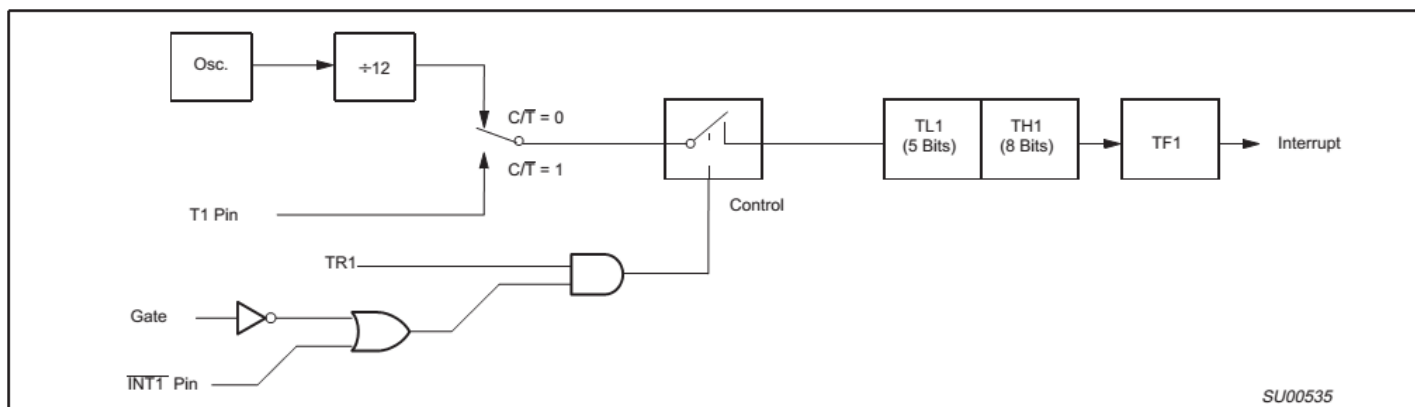 Osc.
÷12
C/T̅ = 0
C/T̅ = 1
T1 Pin
Control
TL1
(5 Bits)
TH1
(8 Bits)
TF1
Interrupt
TR1
Gate
I̅N̅T̅1̅ Pin
SU00535